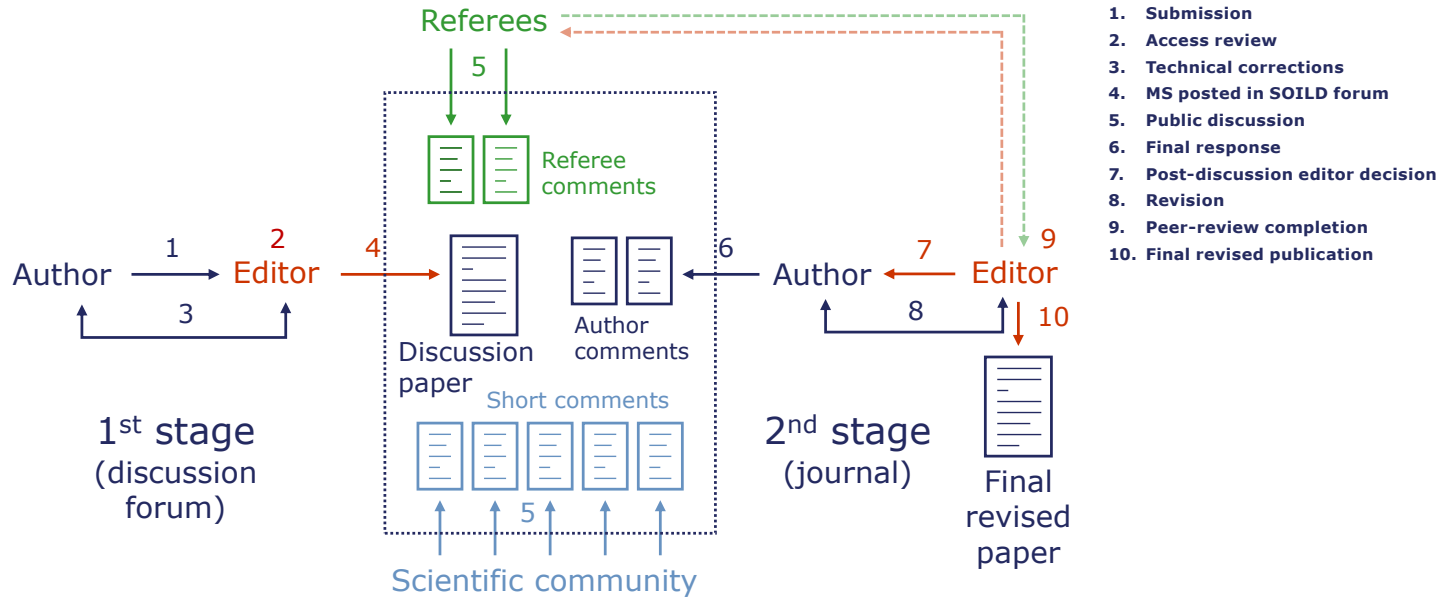 Referees
5
Referee
comments
1
2
4
Author
Editor
3
Discussion
paper
Author
comments
6
7
9
Author
Editor
8
10
Short comments
5
Scientific community
1st stage
(discussion
forum)
2nd stage
(journal)
Final
revised
paper
1. Submission
2. Access review
3. Technical corrections
4. MS posted in SOILD forum
5. Public discussion
6. Final response
7. Post-discussion editor decision
8. Revision
9. Peer-review completion
10. Final revised publication